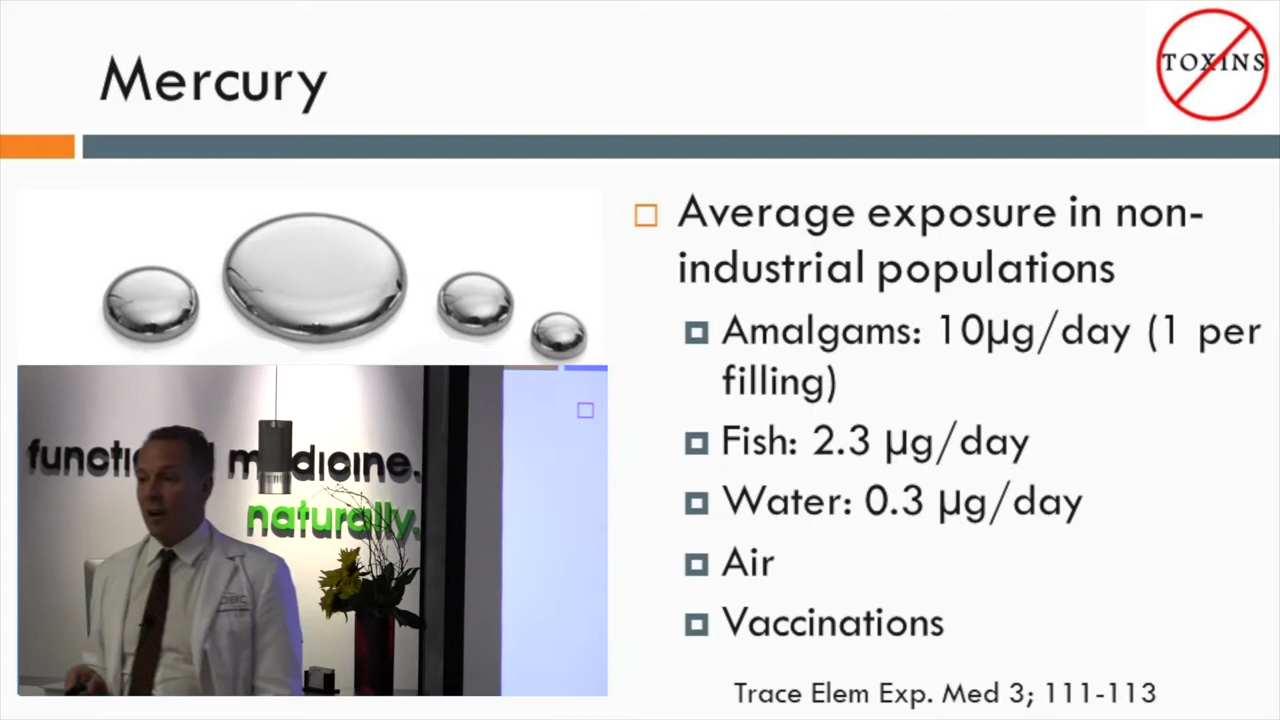 Mercury
TOXINS
Average exposure in non-
industrial populations
Amalgams: 10µg/day (1 per
filling)
Fish: 2.3 µg/day
Water: 0.3 µg/day
Air
Vaccinations
Trace Elem Exp. Med 3; 111-113
medicine.
naturally.